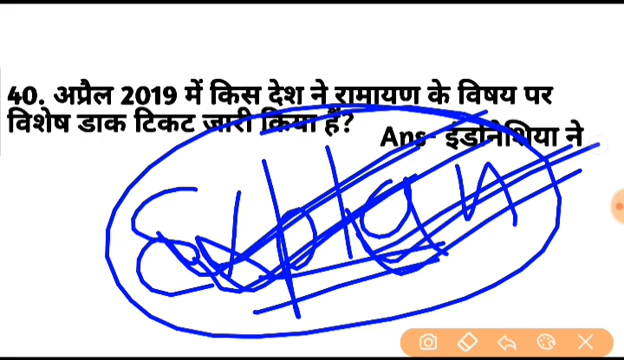 40. अप्रैल 2019 में किस देश ने रामायण के विषय पर
विशेष डाक टिकट जारी किया हैं?
Ans- इंडोनेशिया ने